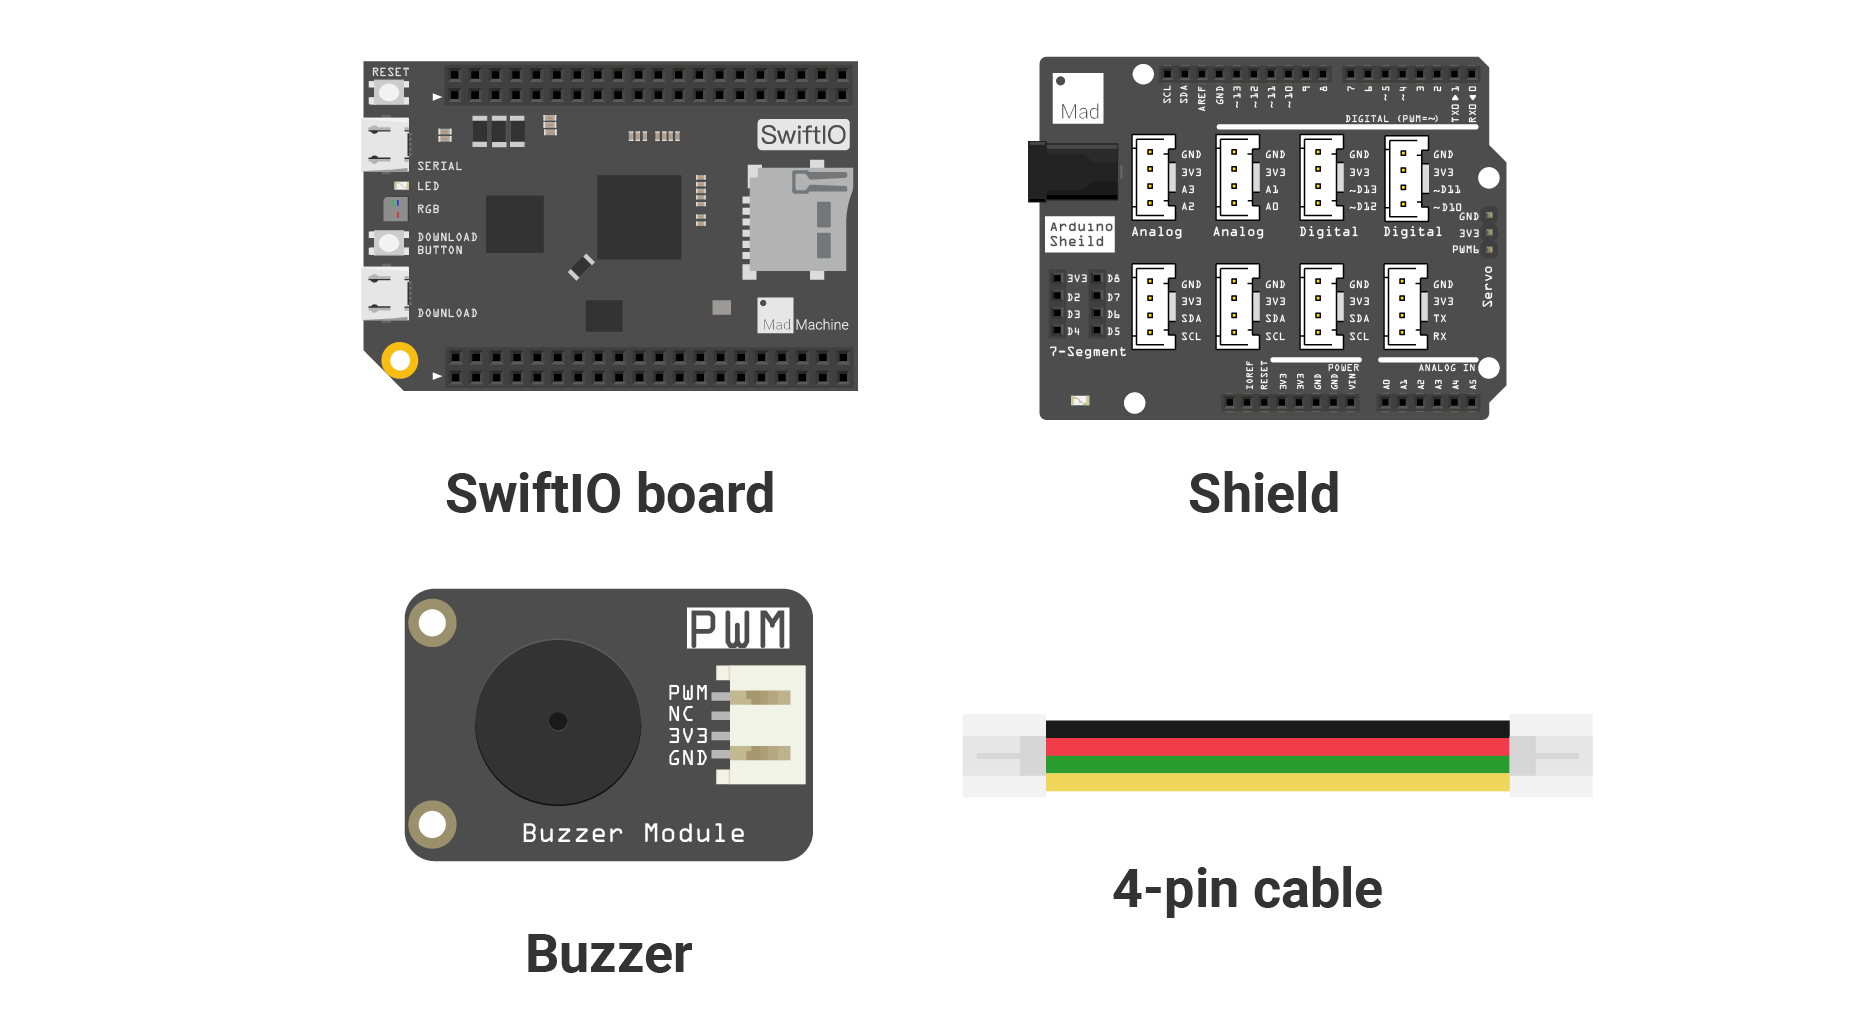 RESET
SwiftIO
SERIAL
LED
RGB
DOWNLOAD
BUTTON
DOWNLOAD
Mad Machine
SwiftIO board
Mad
SCL
SDA
AREF
GND
~13
~12
~11
~10
9
8
7
6
~5
~4
3
2
TX0▶1
RX0◀0
DIGITAL (PWM=~)
GND
3V3
A3
A2
Analog
GND
3V3
A1
A0
Analog
GND
3V3
~D13
~D12
Digital
GND
3V3
~D11
~D10
Digital
GND
3V3
PWM6
Servo
Arduino
Sheild
3V3 D8
D2 D7
D3 D6
D4 D5
7-Segment
GND
3V3
SDA
SCL
GND
3V3
SDA
SCL
GND
3V3
SDA
SCL
GND
3V3
TX
RX
POWER
ANALOG IN
IOREF
RESET
3V3
3V3
GND
GND
VIN
A0
A1
A2
A3
A4
A5
Shield
PWM
PWM
NC
3V3
GND
Buzzer Module
Buzzer
4-pin cable